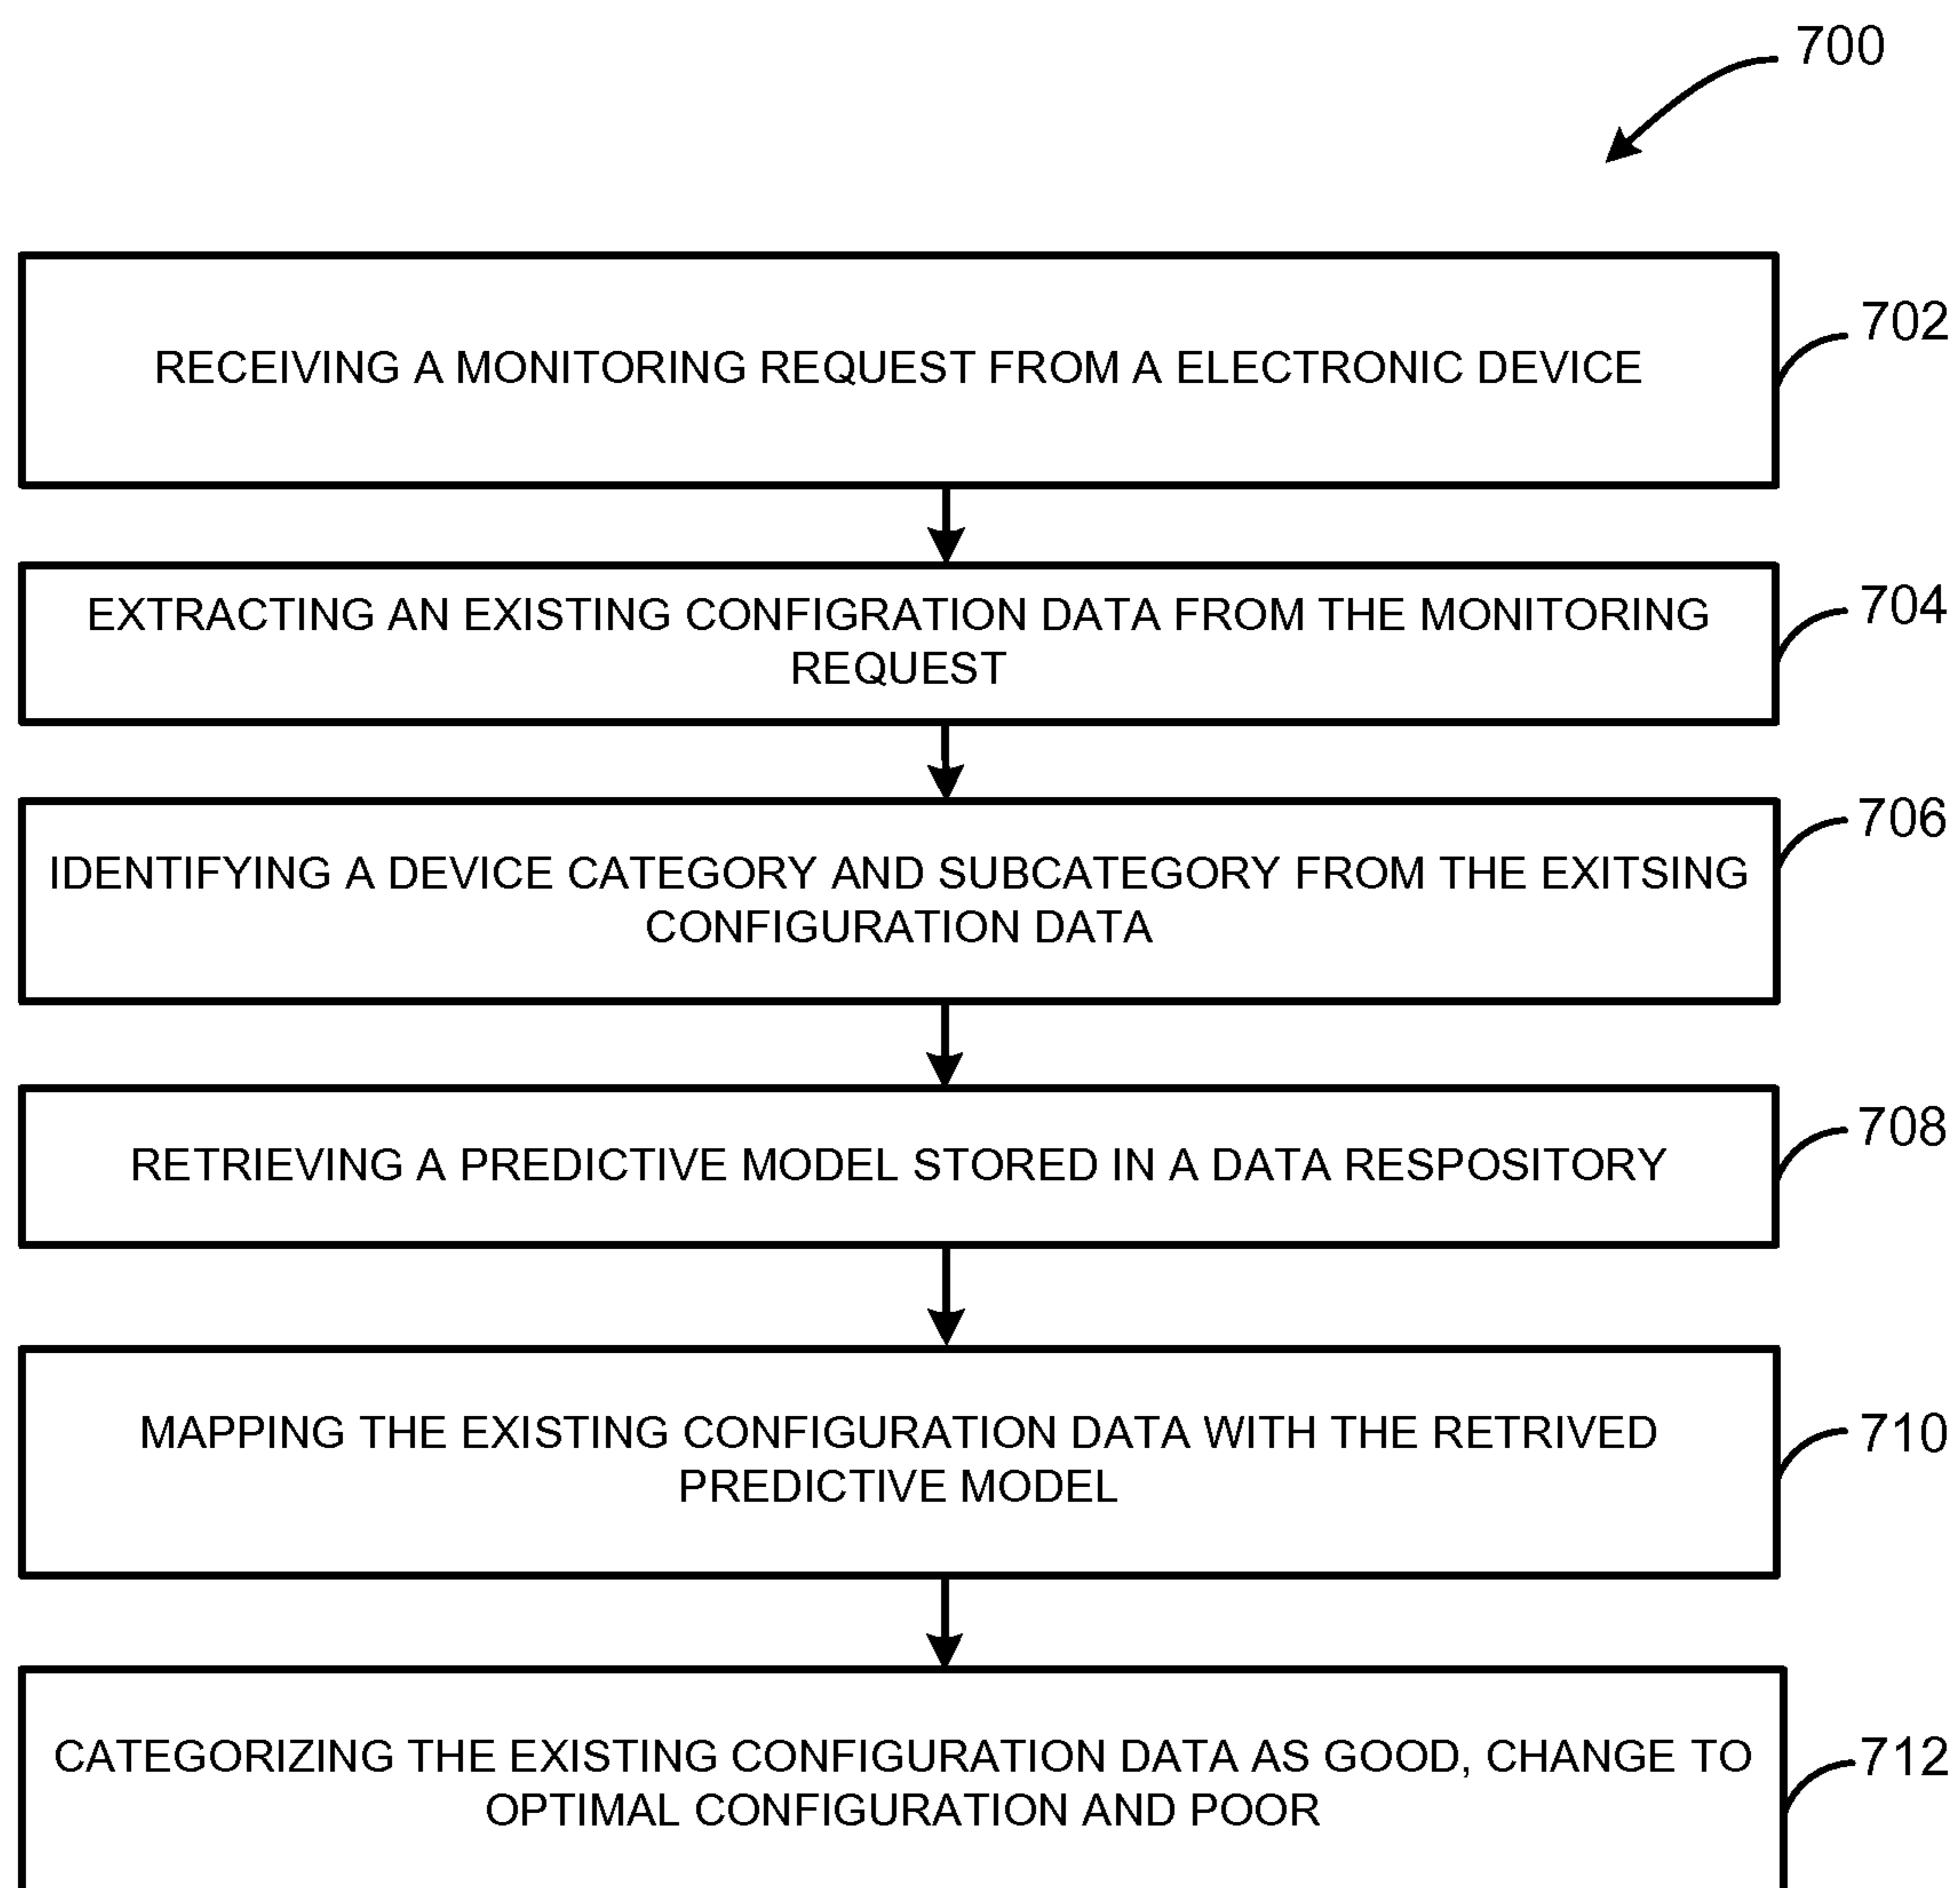 700
RECEIVING A MONITORING REQUEST FROM A ELECTRONIC DEVICE
702
EXTRACTING AN EXISTING CONFIGRATION DATA FROM THE MONITORING
REQUEST
704
IDENTIFYING A DEVICE CATEGORY AND SUBCATEGORY FROM THE EXITSING
CONFIGURATION DATA
706
RETRIEVING A PREDICTIVE MODEL STORED IN A DATA RESPOSITORY
708
MAPPING THE EXISTING CONFIGURATION DATA WITH THE RETRIVED
PREDICTIVE MODEL
710
CATEGORIZING THE EXISTING CONFIGURATION DATA AS GOOD, CHANGE TO
OPTIMAL CONFIGURATION AND POOR
712